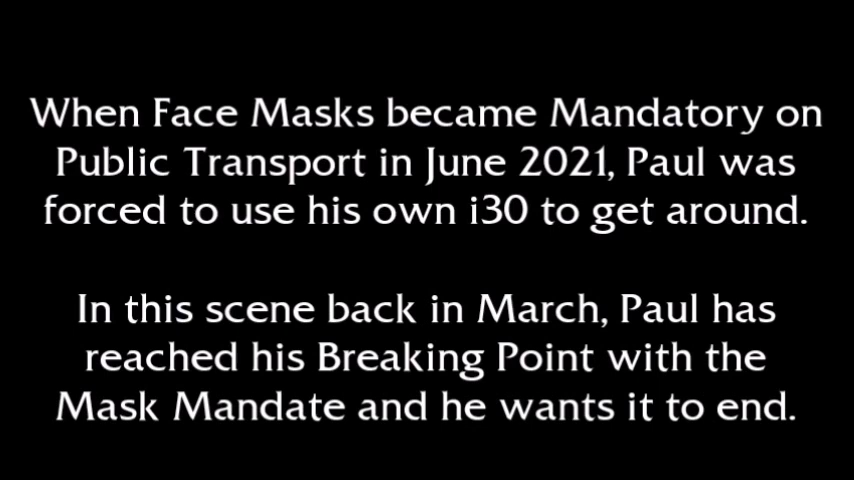 When Face Masks became Mandatory on
Public Transport in June 2021, Paul was
forced to use his own i30 to get around.
In this scene back in March, Paul has
reached his Breaking Point with the
Mask Mandate and he wants it to end.